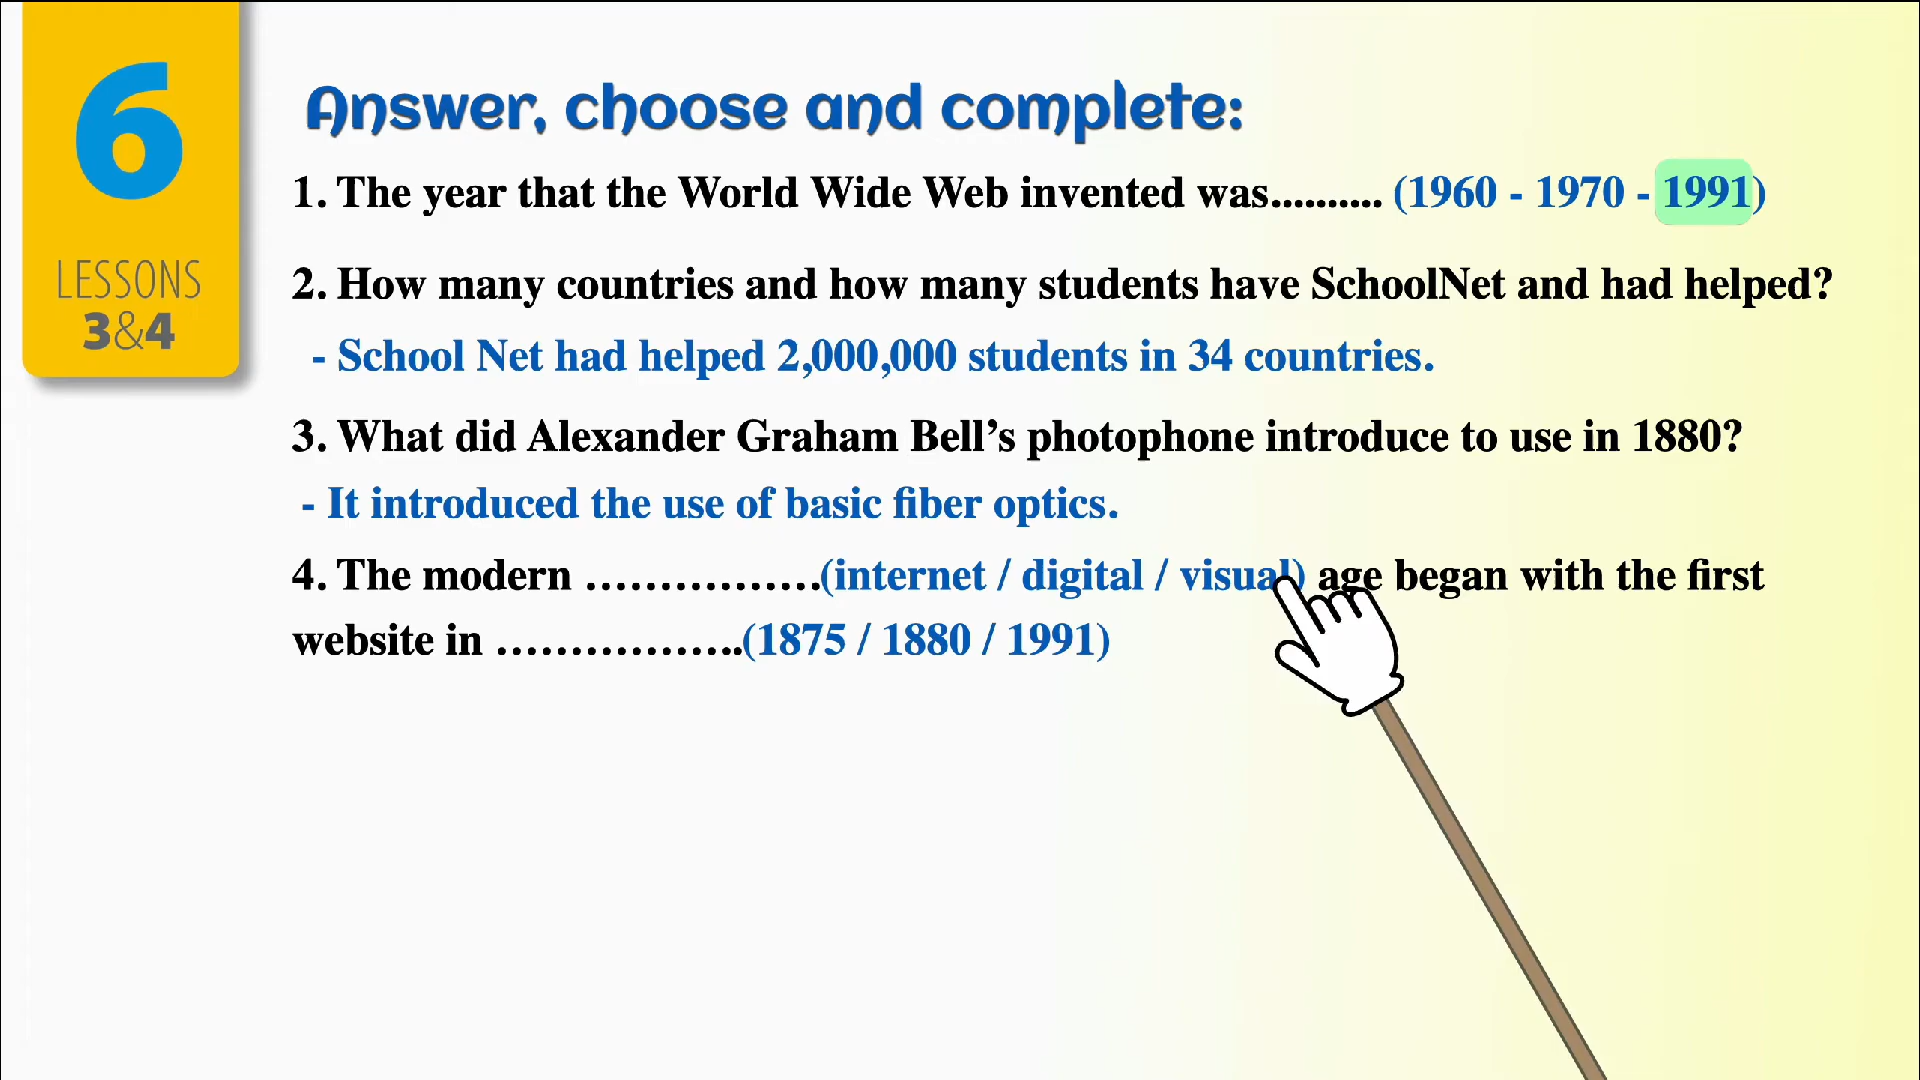 6
LESSONS
3&4
Answer, choose and complete:
1. The year that the World Wide Web invented was.......... (1960 - 1970 - 1991)
2. How many countries and how many students have SchoolNet and had helped?
- School Net had helped 2,000,000 students in 34 countries.
3. What did Alexander Graham Bell’s photophone introduce to use in 1880?
- It introduced the use of basic fiber optics.
4. The modern …………….(internet / digital / visual) age began with the first
website in ……………..(1875 / 1880 / 1991)